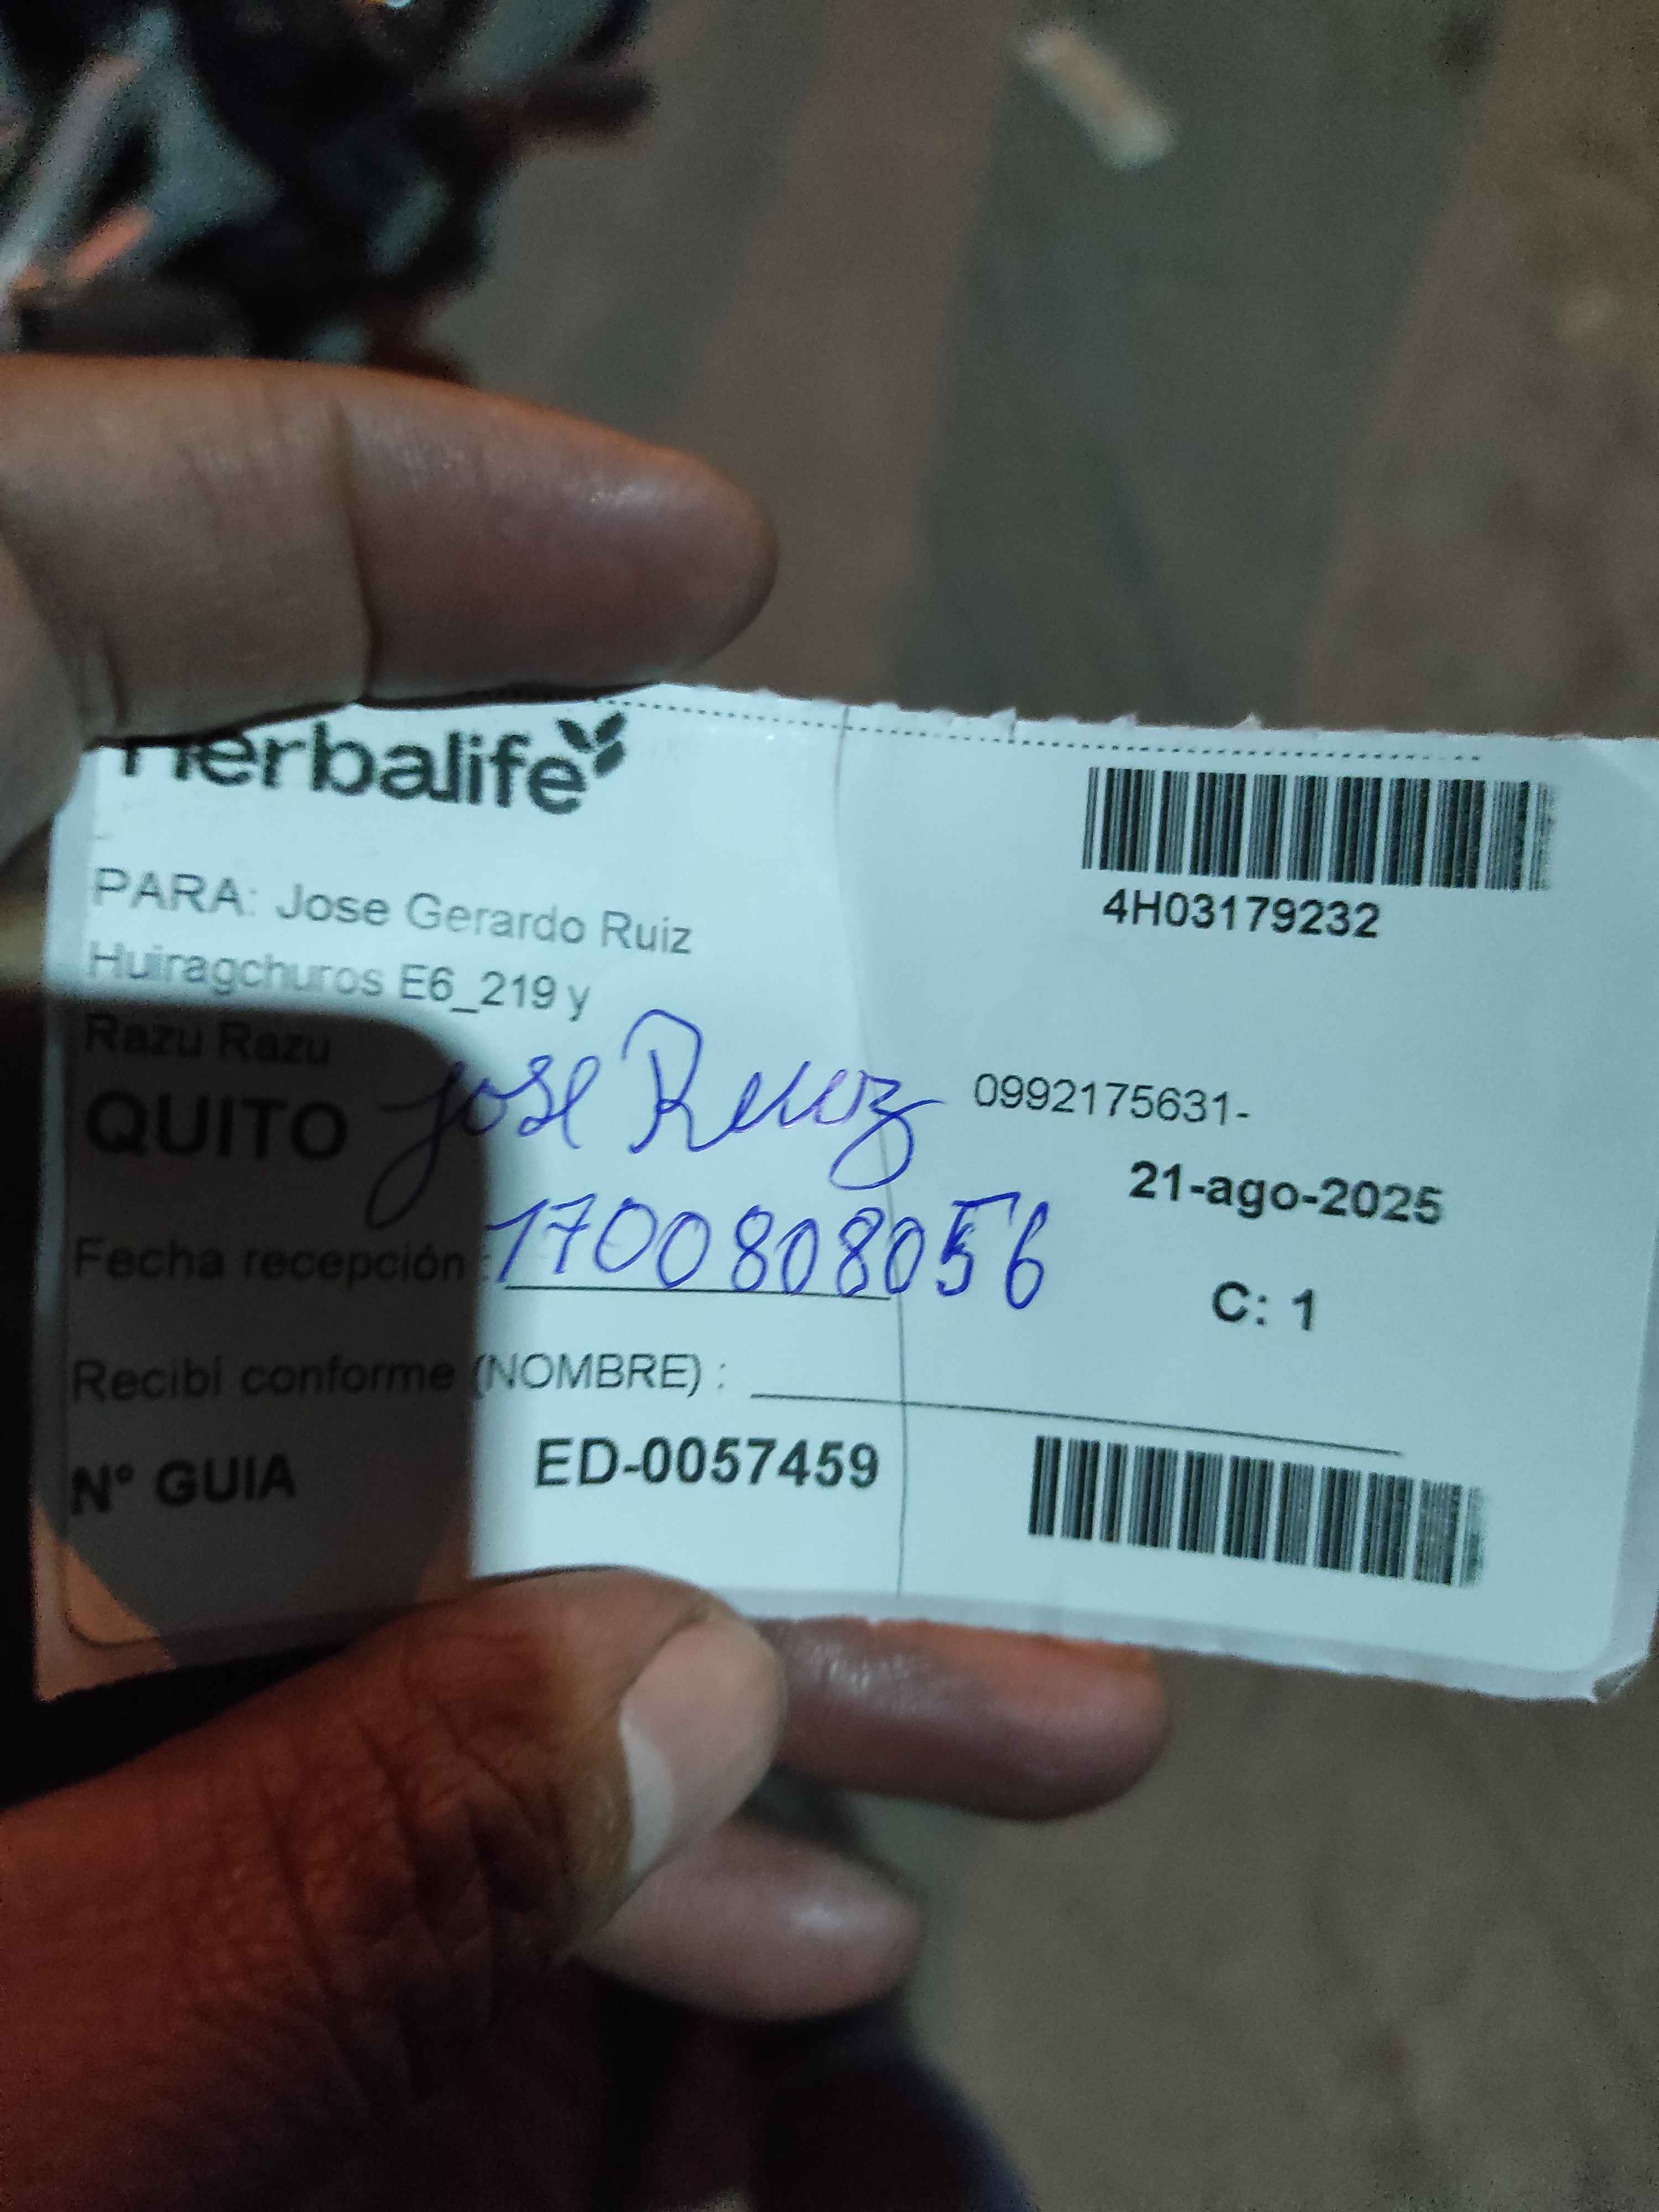 Herbalife
4H03179232
PARA: Jose Gerardo Ruiz
Huiragchuros E6_219 y
Razu Razu
QUITO
Jose Ruiz
0992175631-
21-ago-2025
Fecha recepción : 1700808056
C: 1
Recibí conforme (NOMBRE) :
N° GUIA ED-0057459